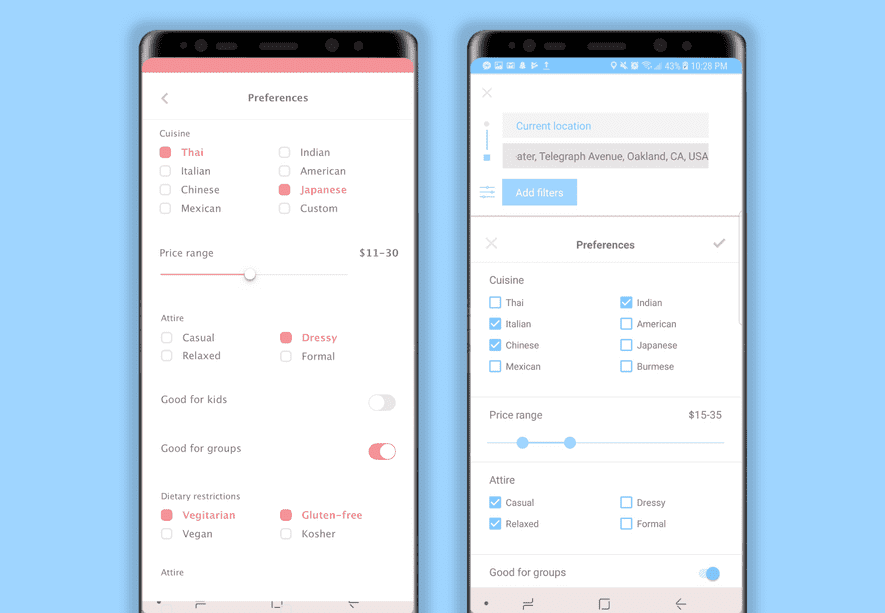 Preferences
Cuisine
Thai
Indian
Italian
American
Chinese
Japanese
Mexican
Custom
Price range
$11-30
Attire
Casual
Dressy
Relaxed
Formal
Good for kids
Good for groups
Dietary restrictions
Vegitarian
Gluten-free
Vegan
Kosher
Attire
43% 10:28 PM
Current location
ater, Telegraph Avenue, Oakland, CA, USA
Add filters
Preferences
Cuisine
Thai
Indian
Italian
American
Chinese
Japanese
Mexican
Burmese
Price range
$15-35
Attire
Casual
Dressy
Relaxed
Formal
Good for groups